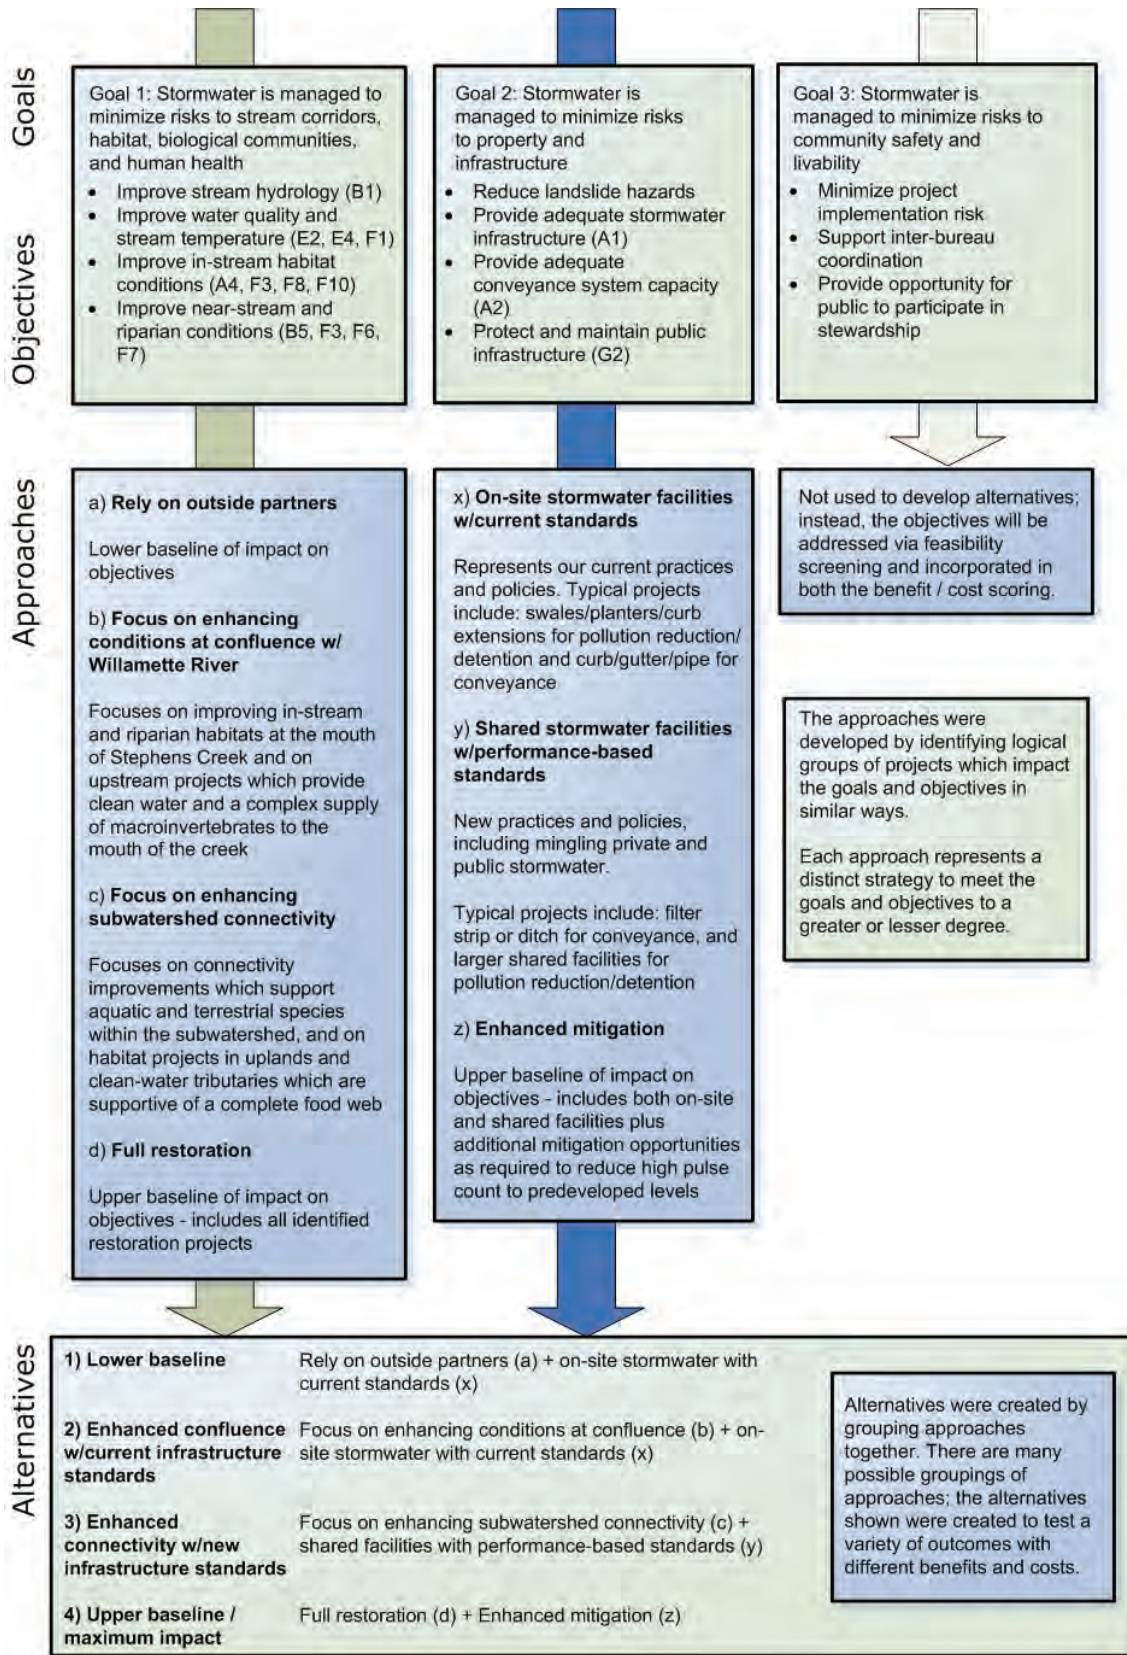 Goals
Goal 1: Stormwater is managed to
minimize risks to stream corridors,
habitat, biological communities,
and human health
Objectives
• Improve stream hydrology (B1)
• Improve water quality and
stream temperature (E2, E4, F1)
• Improve in-stream habitat
conditions (A4, F3, F8, F10)
• Improve near-stream and
riparian conditions (B5, F3, F6,
F7)
Goal 2: Stormwater is
managed to minimize risks
to property and
infrastructure
• Reduce landslide hazards
• Provide adequate stormwater
infrastructure (A1)
• Provide adequate
conveyance system capacity
(A2)
• Protect and maintain public
infrastructure (G2)
Goal 3: Stormwater is
managed to minimize risks to
community safety and
livability
• Minimize project
implementation risk
• Support inter-bureau
coordination
• Provide opportunity for
public to participate in
stewardship
Approaches
a) Rely on outside partners
Lower baseline of impact on
objectives
b) Focus on enhancing
conditions at confluence w/
Willamette River
Focuses on improving in-stream
and riparian habitats at the mouth
of Stephens Creek and on
upstream projects which provide
clean water and a complex supply
of macroinvertebrates to the
mouth of the creek
c) Focus on enhancing
subwatershed connectivity
Focuses on connectivity
improvements which support
aquatic and terrestrial species
within the subwatershed, and on
habitat projects in uplands and
clean-water tributaries which are
supportive of a complete food web
d) Full restoration
Upper baseline of impact on
objectives - includes all identified
restoration projects
x) On-site stormwater facilities
w/current standards
Represents our current practices
and policies. Typical projects
include: swales/planters/curb
extensions for pollution reduction/
detention and curb/gutter/pipe for
conveyance
y) Shared stormwater facilities
w/performance-based
standards
New practices and policies,
including mingling private and
public stormwater.
Typical projects include: filter
strip or ditch for conveyance, and
larger shared facilities for
pollution reduction/detention
z) Enhanced mitigation
Upper baseline of impact on
objectives - includes both on-site
and shared facilities plus
additional mitigation opportunities
as required to reduce high pulse
count to predeveloped levels
Not used to develop alternatives;
instead, the objectives will be
addressed via feasibility
screening and incorporated in
both the benefit / cost scoring.
The approaches were
developed by identifying logical
groups of projects which impact
the goals and objectives in
similar ways.
Each approach represents a
distinct strategy to meet the
goals and objectives to a
greater or lesser degree.
Alternatives
1) Lower baseline
Rely on outside partners (a) + on-site stormwater with
current standards (x)
2) Enhanced confluence
w/current infrastructure
standards
Focus on enhancing conditions at confluence (b) + on-
site stormwater with current standards (x)
3) Enhanced
connectivity w/new
infrastructure standards
Focus on enhancing subwatershed connectivity (c) +
shared facilities with performance-based standards (y)
4) Upper baseline /
maximum impact
Full restoration (d) + Enhanced mitigation (z)
Alternatives were created by
grouping approaches
together. There are many
possible groupings of
approaches; the alternatives
shown were created to test a
variety of outcomes with
different benefits and costs.